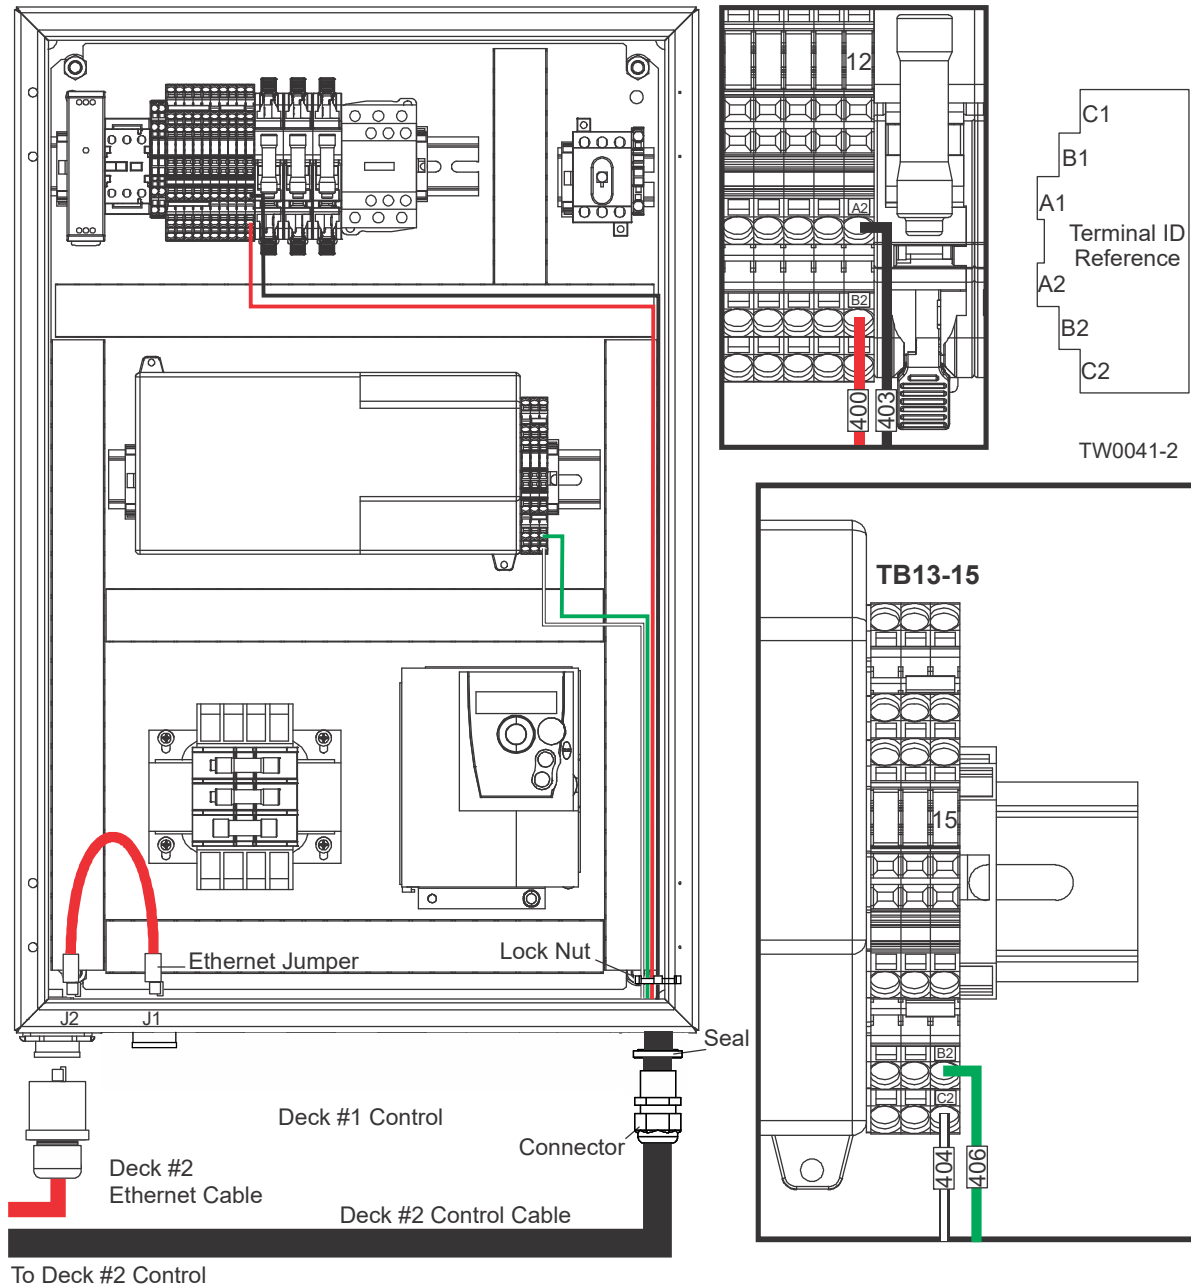 12
A2
B2
400
403
C1
B1
A1
Terminal ID
Reference
A2
B2
C2
TW0041-2
TB13-15
15
B2
C2
404
406
Ethernet Jumper
Lock Nut
J2
J1
Seal
Deck #1 Control
Connector
Deck #2
Ethernet Cable
Deck #2 Control Cable
To Deck #2 Control